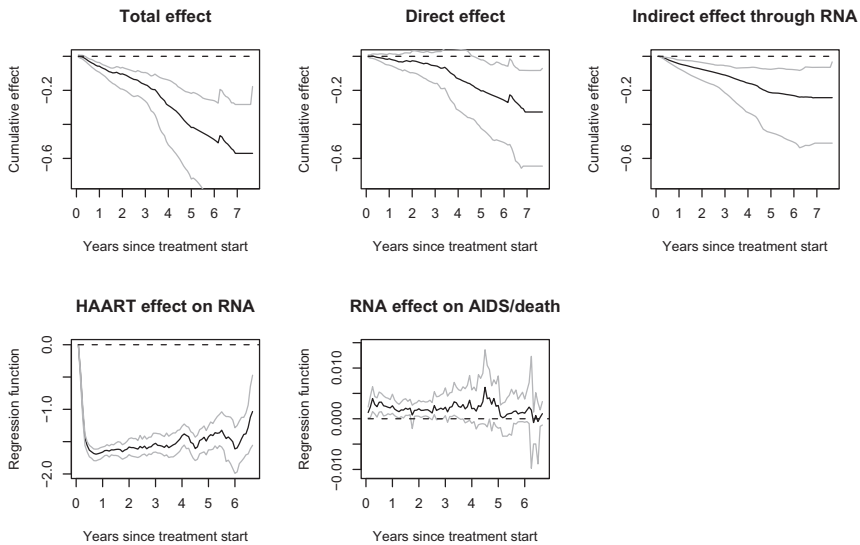 Total effect
Direct effect
Indirect effect through RNA
Cumulative effect
−0.2
−0.6
0 1 2 3 4 5 6 7
Years since treatment start
Cumulative effect
−0.2
−0.6
0 1 2 3 4 5 6 7
Years since treatment start
Cumulative effect
−0.2
−0.6
0 1 2 3 4 5 6 7
Years since treatment start
HAART effect on RNA
RNA effect on AIDS/death
Regression function
0.0
−1.0
−2.0
0 1 2 3 4 5 6
Years since treatment start
Regression function
0.010
0.000
−0.010
0 1 2 3 4 5 6
Years since treatment start